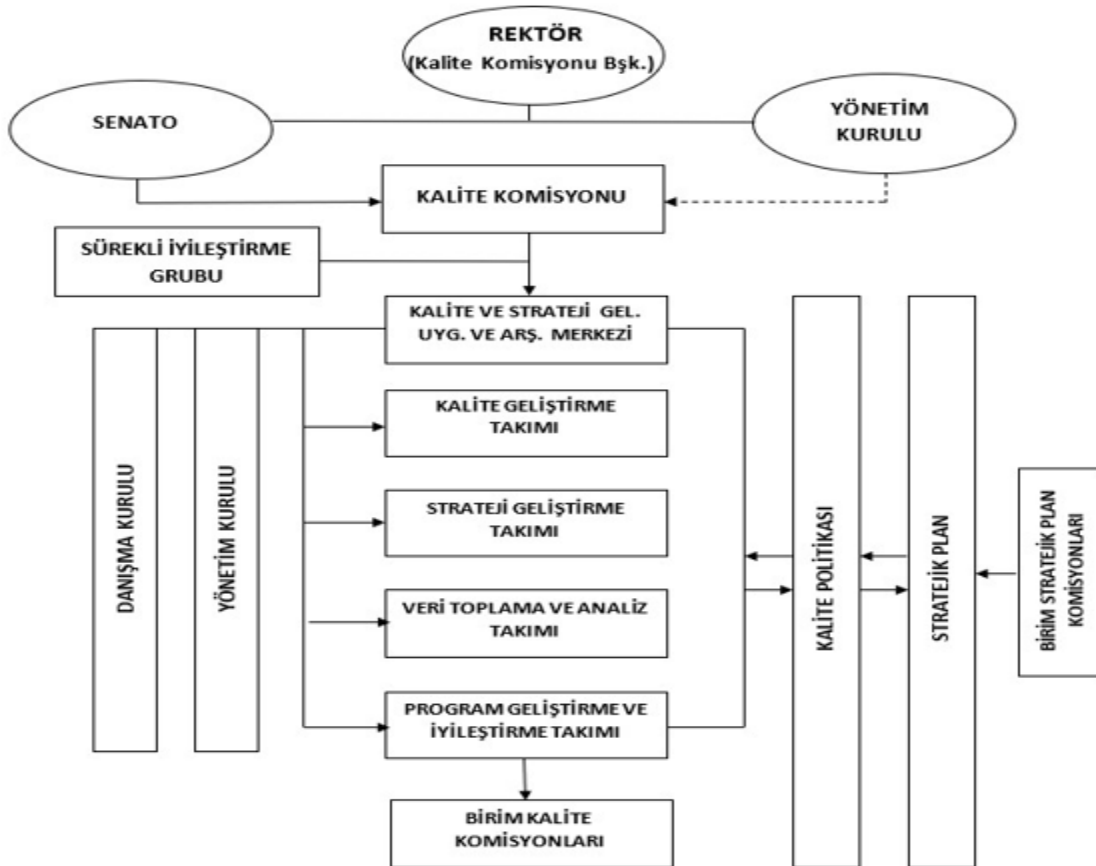 REKTÖR
(Kalite Komisyonu Bşk.)
SENATO
YÖNETİM
KURULU
KALİTE KOMİSYONU
SÜREKLİ İYİLEŞTİRME
GRUBU
KALİTE VE STRATEJİ GEL.
UYG. VE ARŞ. MERKEZİ
KALİTE GELİŞTİRME
TAKIMI
STRATEJİ GELİŞTİRME
TAKIMI
VERİ TOPLAMA VE ANALİZ
TAKIMI
PROGRAM GELİŞTİRME VE
İYİLEŞTİRME TAKIMI
BİRİM KALİTE
KOMİSYONLARI
DANIŞMA KURULU
YÖNETİM KURULU
KALİTE POLİTİKASI
STRATEJİK PLAN
BİRİM STRATEJİK PLAN
KOMİSYONLARI